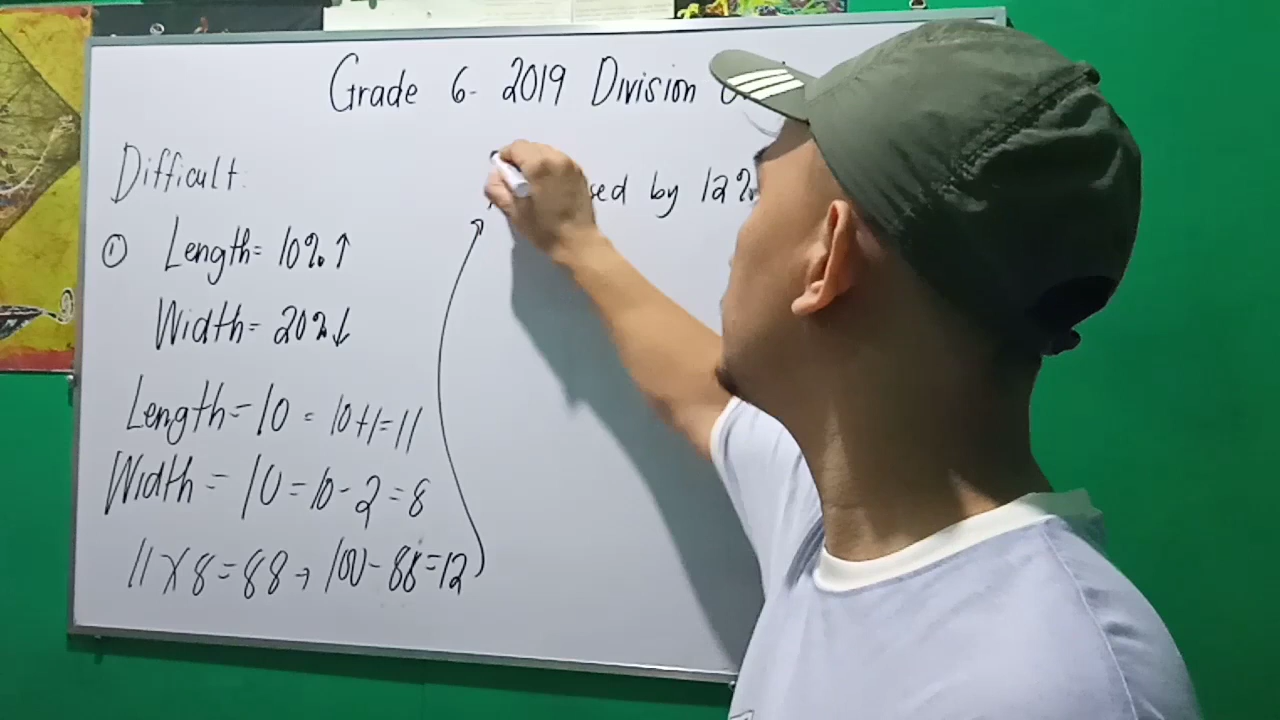 Grade 6- 2019 Division
Difficult:
① Length= 10% ↑
Width= 20% ↓
Length= 10 = 10+1=11
Width = 10 = 10-2=8
11 X 8 = 88 → 100-88=12
by 12%